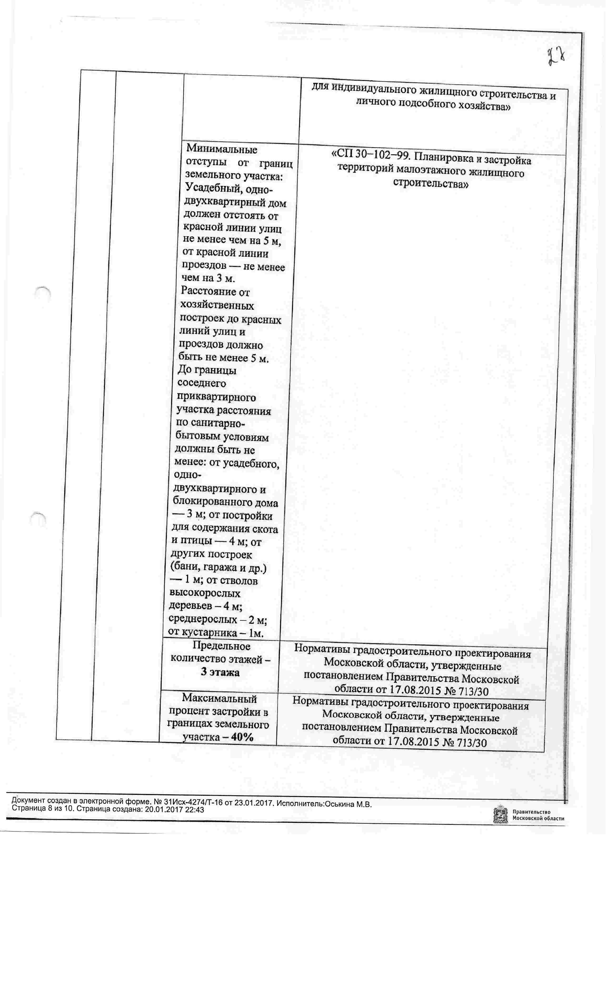 для индивидуального жилищного строительства и
личного подсобного хозяйства»
Минимальные
отступы от границ
земельного участка:
Усадебный, одно-
двухквартирный дом
должен отстоять от
красной линии улиц
не менее чем на 5 м,
от красной линии
проездов — не менее
чем на 3 м.
Расстояние от
хозяйственных
построек до красных
линий улиц и
проездов должно
быть не менее 5 м.
До границы
соседнего
приквартирного
участка расстояния
по санитарно-
бытовым условиям
должны быть не
менее: от усадебного,
одно-
двухквартирного и
блокированного дома
— 3 м; от постройки
для содержания скота
и птицы — 4 м; от
других построек
(бани, гаража и др.)
— 1 м; от стволов
высокорослых
деревьев – 4 м;
среднерослых – 2 м;
от кустарника – 1м.
«СП 30–102–99. Планировка и застройка
территорий малоэтажного жилищного
строительства»
Предельное
количество этажей –
3 этажа
Нормативы градостроительного проектирования
Московской области, утвержденные
постановлением Правительства Московской
области от 17.08.2015 № 713/30
Максимальный
процент застройки в
границах земельного
участка – 40%
Нормативы градостроительного проектирования
Московской области, утвержденные
постановлением Правительства Московской
области от 17.08.2015 № 713/30
Документ создан в электронной форме. № 31Исх-4274/Т-16 от 23.01.2017. Исполнитель:Оськина М.В.
Страница 8 из 10. Страница создана: 20.01.2017 22:43
Правительство
Московской области